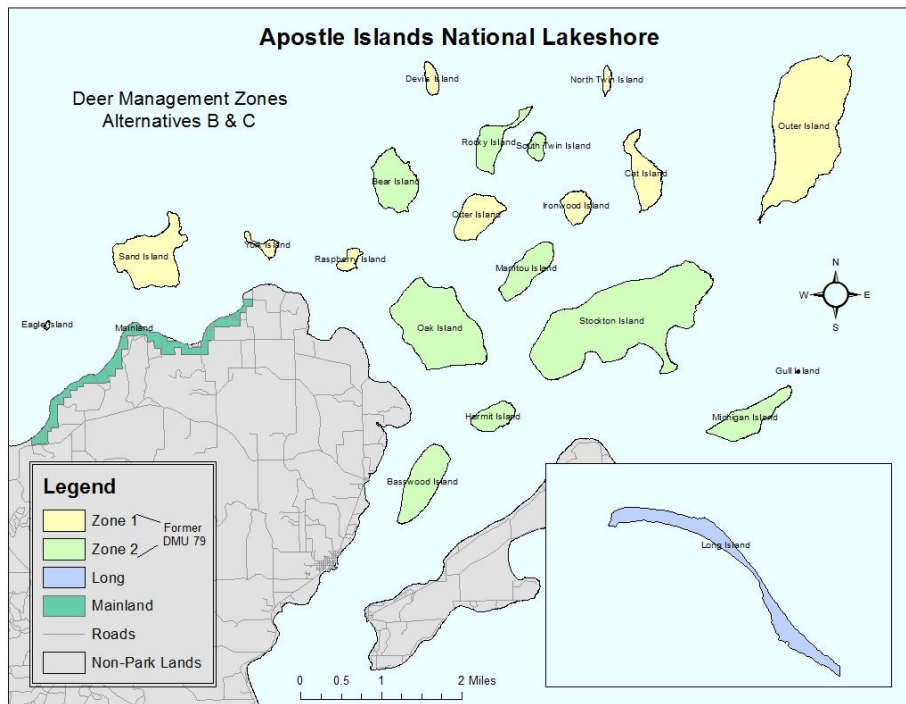 Apostle Islands National Lakeshore
Deer Management Zones
Alternatives B & C
Devils Island
North Twin Island
Outer Island
Rocky Island
South Twin Island
Bear Island
Cat Island
Otter Island
Ironwood Island
Sand Island
York Island
Raspberry Island
Manitou Island
N
W
E
S
Eagle Island
Mainland
Oak Island
Stockton Island
Gull Island
Hermit Island
Michigan Island
Basswood Island
Long Island
Legend
Zone 1
Zone 2
Former
DMU 79
Long
Mainland
Roads
Non-Park Lands
0 0.5 1 2 Miles